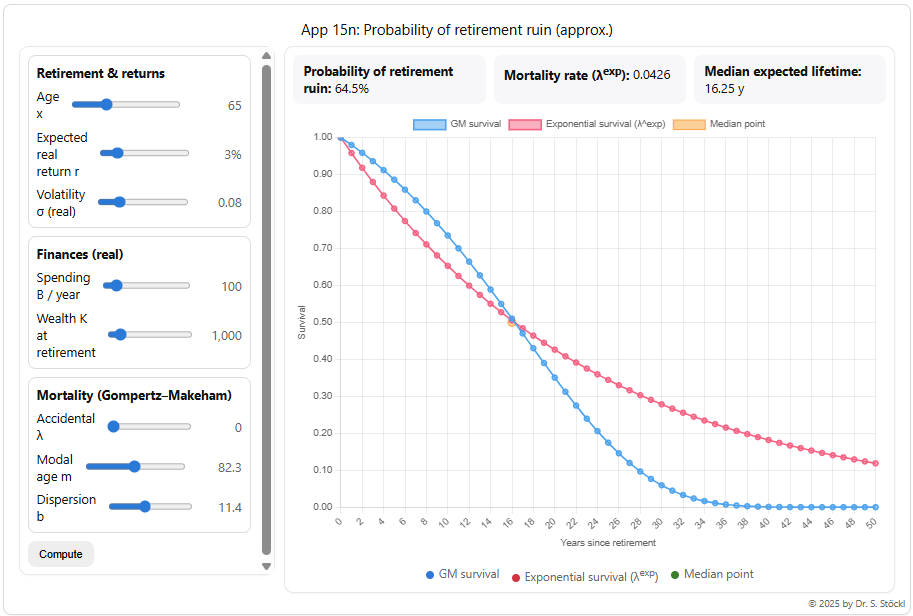 App 15n: Probability of retirement ruin (approx.)
Retirement & returns
Age
x
65
Expected
real
return r
3%
Volatility
σ (real)
0.08
Finances (real)
Spending
B / year
100
Wealth K
at
retirement
1,000
Mortality (Gompertz–Makeham)
Accidental
λ
0
Modal
age m
82.3
Dispersion
b
11.4
Compute
Probability of retirement
ruin: 64.5%
Mortality rate (λexp): 0.0426
Median expected lifetime:
16.25 y
GM survival
Exponential survival (λ^exp)
Median point
1.00
0.90
0.80
0.70
0.60
0.50
0.40
0.30
0.20
0.10
0.00
Survival
0 2 4 6 8 10 12 14 16 18 20 22 24 26 28 30 32 34 36 38 40 42 44 46 48 50
Years since retirement
GM survival
Exponential survival (λexp)
Median point
© 2025 by Dr. S. Stöckl